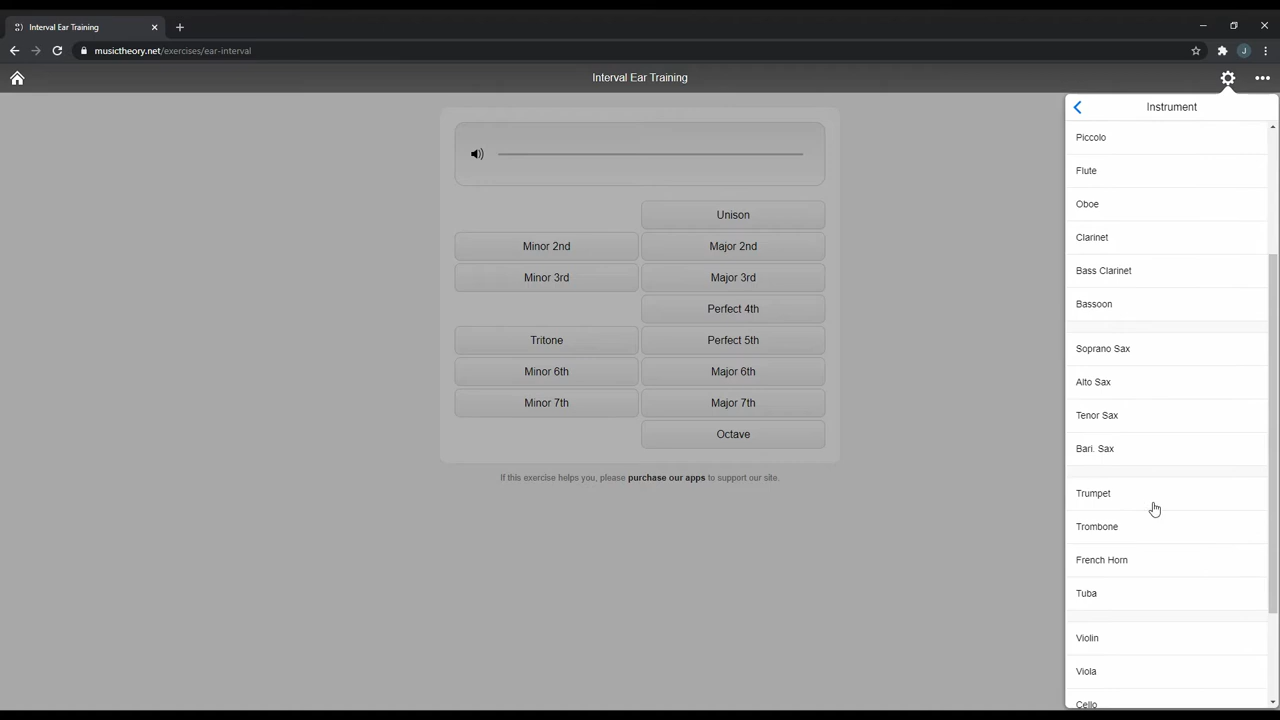 Interval Ear Training
musictheory.net/exercises/ear-interval
J
Interval Ear Training
Instrument
Piccolo
Flute
Oboe
Clarinet
Bass Clarinet
Bassoon
Soprano Sax
Alto Sax
Tenor Sax
Bari. Sax
Trumpet
Trombone
French Horn
Tuba
Violin
Viola
Cello
Unison
Minor 2nd Major 2nd
Minor 3rd Major 3rd
Perfect 4th
Tritone Perfect 5th
Minor 6th Major 6th
Minor 7th Major 7th
Octave
If this exercise helps you, please purchase our apps to support our site.